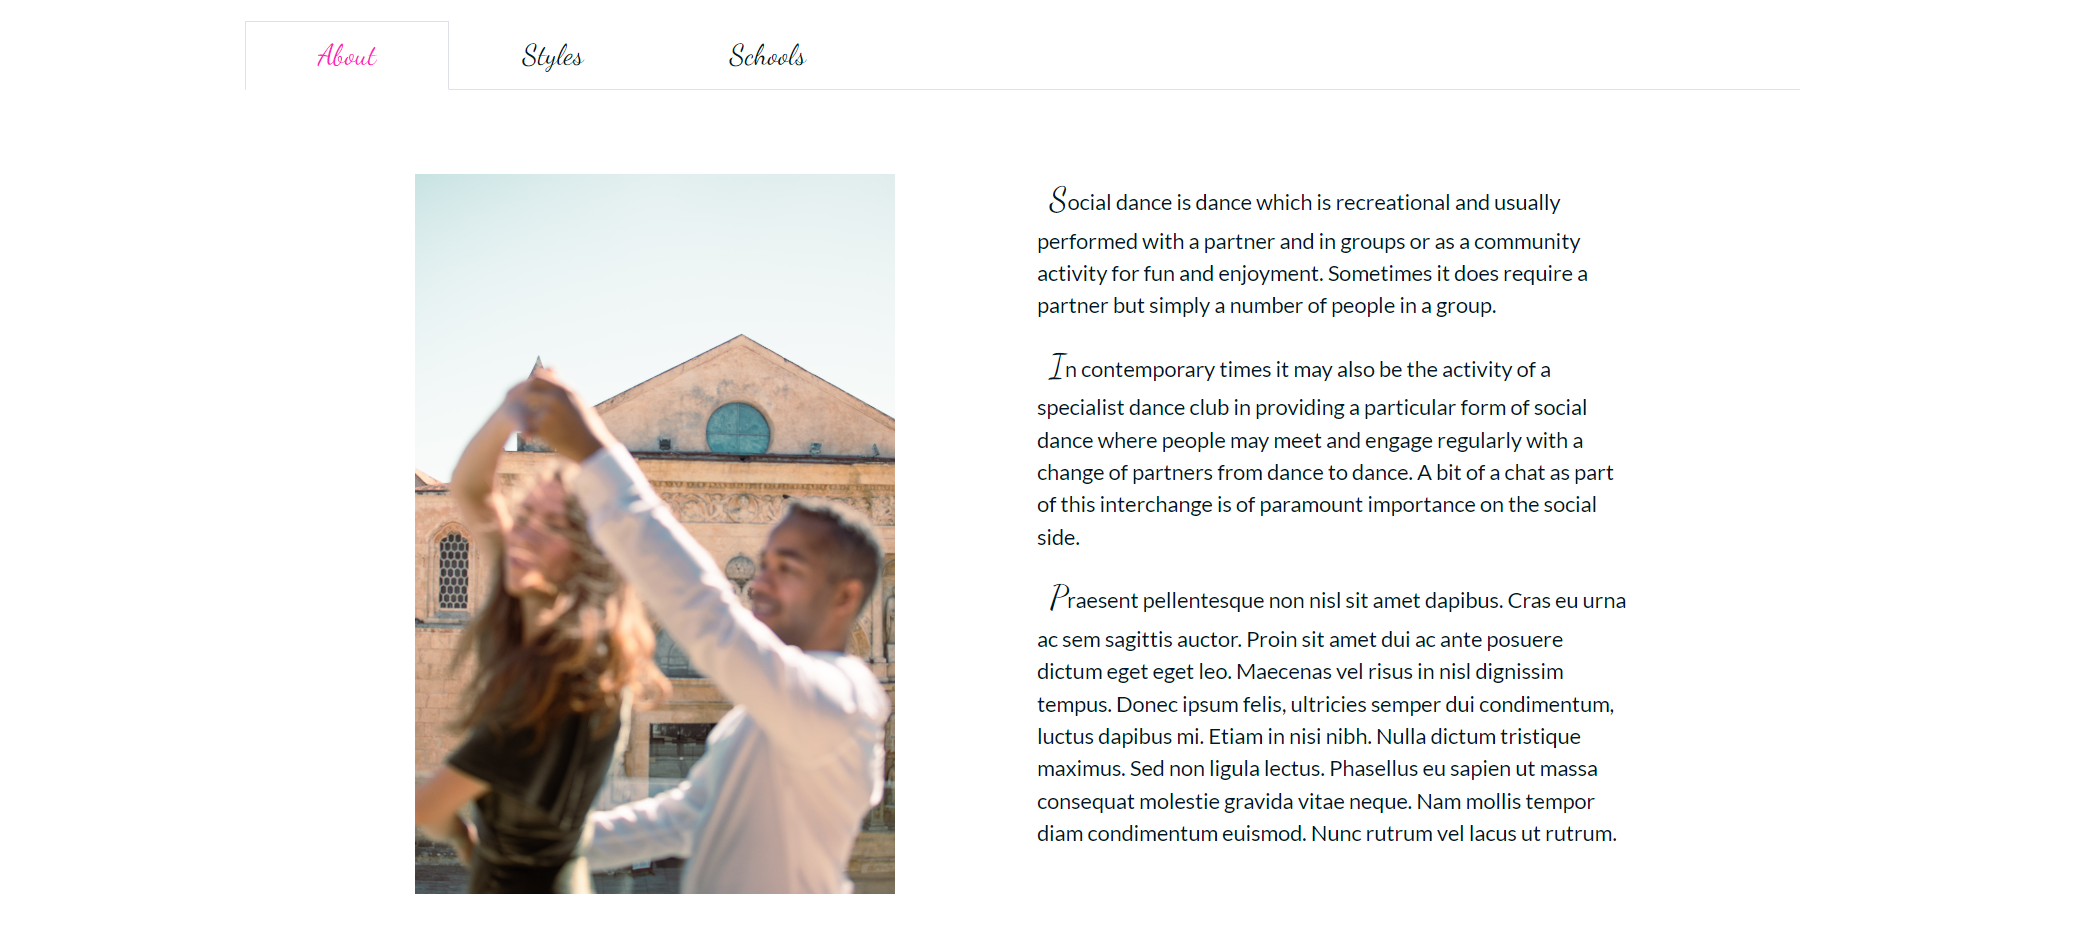 About Styles Schools
Social dance is dance which is recreational and usually
performed with a partner and in groups or as a community
activity for fun and enjoyment. Sometimes it does require a
partner but simply a number of people in a group.
In contemporary times it may also be the activity of a
specialist dance club in providing a particular form of social
dance where people may meet and engage regularly with a
change of partners from dance to dance. A bit of a chat as part
of this interchange is of paramount importance on the social
side.
Praesent pellentesque non nisl sit amet dapibus. Cras eu urna
ac sem sagittis auctor. Proin sit amet dui ac ante posuere
dictum eget eget leo. Maecenas vel risus in nisl dignissim
tempus. Donec ipsum felis, ultricies semper dui condimentum,
luctus dapibus mi. Etiam in nisi nibh. Nulla dictum tristique
maximus. Sed non ligula lectus. Phasellus eu sapien ut massa
consequat molestie gravida vitae neque. Nam mollis tempor
diam condimentum euismod. Nunc rutrum vel lacus ut rutrum.